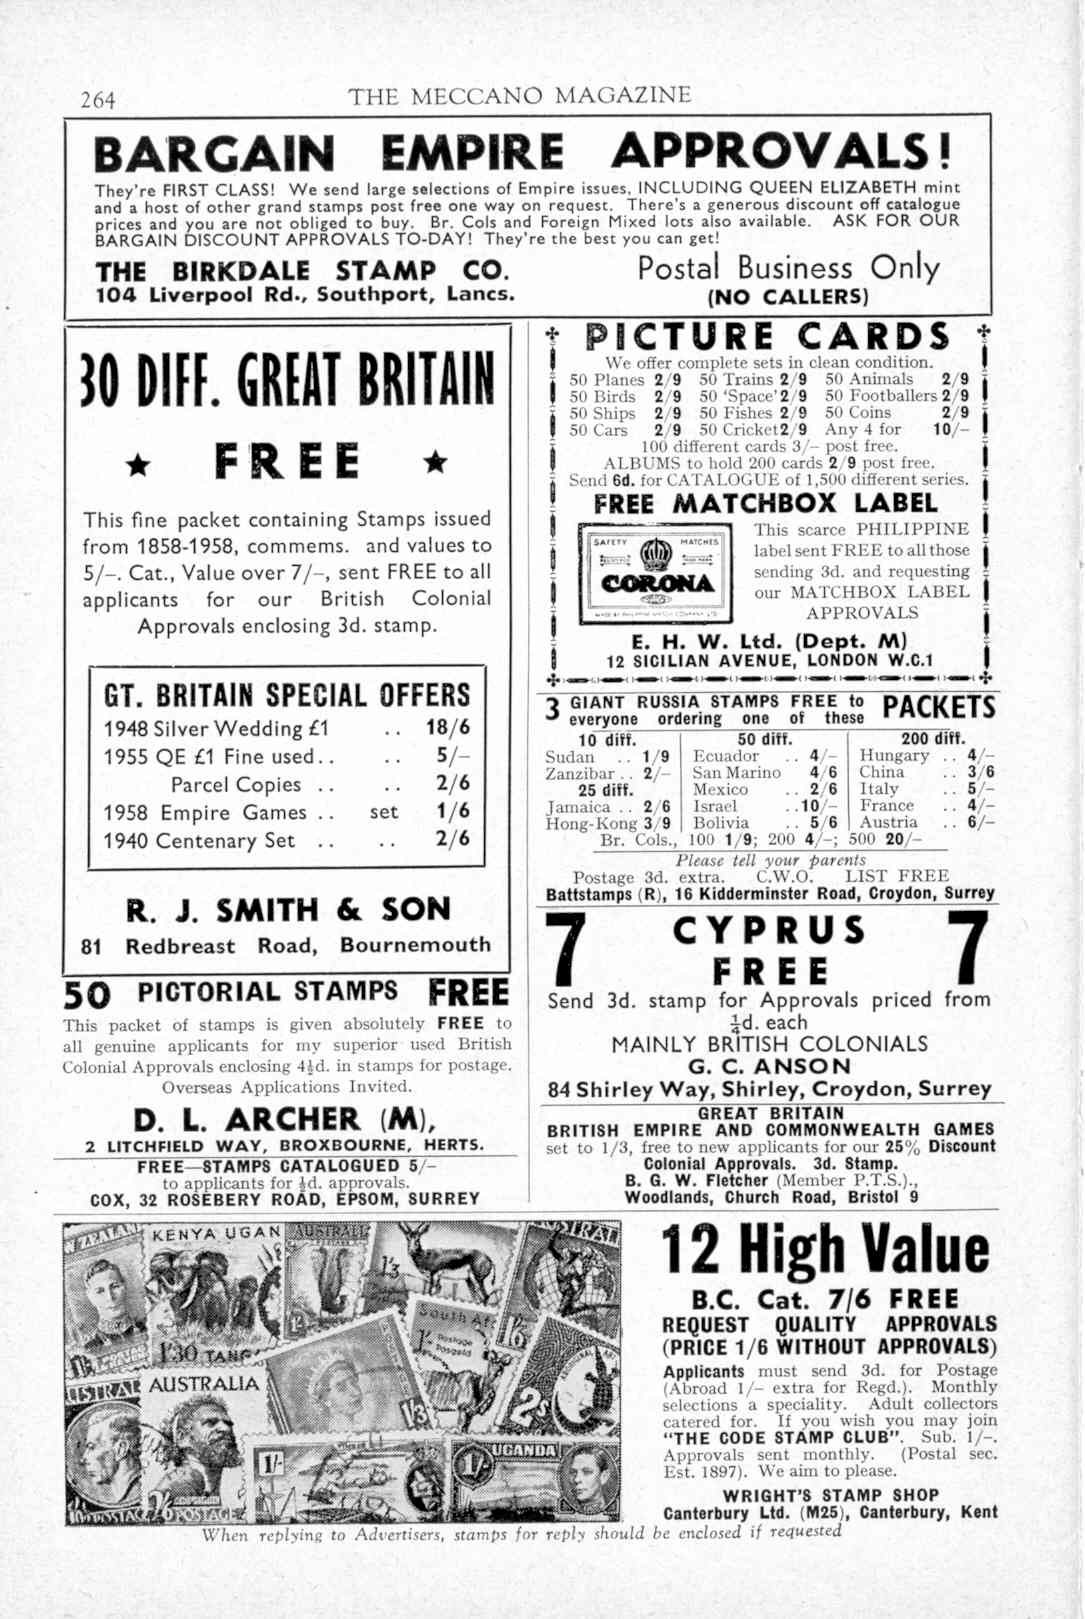 264
THE MECCANO MAGAZINE
BARGAIN EMPIRE APPROVALS!
They're FIRST CLASS! We send large selections of Empire issues, INCLUDING QUEEN ELIZABETH mint
and a host of other grand stamps post free one way on request. There's a generous discount off catalogue
prices and you are not obliged to buy. Br. Cols and Foreign Mixed lots also available. ASK FOR OUR
BARGAIN DISCOUNT APPROVALS TO-DAY! They're the best you can get!
THE BIRKDALE STAMP CO.
104 Liverpool Rd., Southport, Lancs.
Postal Business Only
(NO CALLERS)
30 DIFF. GREAT BRITAIN
★ FREE ★
This fine packet containing Stamps issued
from 1858-1958, commems. and values to
5/-. Cat., Value over 7/-, sent FREE to all
applicants for our British Colonial
Approvals enclosing 3d. stamp.
GT. BRITAIN SPECIAL OFFERS
1948 Silver Wedding £1 .. 18/6
1955 QE £1 Fine used.. .. 5/-
Parcel Copies .. .. 2/6
1958 Empire Games .. set 1/6
1940 Centenary Set .. .. 2/6
R. J. SMITH & SON
81 Redbreast Road, Bournemouth
50 PICTORIAL STAMPS FREE
This packet of stamps is given absolutely FREE to
all genuine applicants for my superior used British
Colonial Approvals enclosing 4½d. in stamps for postage.
Overseas Applications Invited.
D. L. ARCHER (M),
2 LITCHFIELD WAY, BROXBOURNE, HERTS.
FREE—STAMPS CATALOGUED 5/-
to applicants for ½d. approvals.
COX, 32 ROSEBERY ROAD, EPSOM, SURREY
PICTURE CARDS
We offer complete sets in clean condition.
50 Planes 2/9 50 Trains 2/9 50 Animals 2/9
50 Birds 2/9 50 'Space' 2/9 50 Footballers 2/9
50 Ships 2/9 50 Fishes 2/9 50 Coins 2/9
50 Cars 2/9 50 Cricket 2/9 Any 4 for 10/-
100 different cards 3/- post free.
ALBUMS to hold 200 cards 2/9 post free.
Send 6d. for CATALOGUE of 1,500 different series.
FREE MATCHBOX LABEL
SAFETY MATCHES
CORONA
This scarce PHILIPPINE
label sent FREE to all those
sending 3d. and requesting
our MATCHBOX LABEL
APPROVALS
E. H. W. Ltd. (Dept. M)
12 SICILIAN AVENUE, LONDON W.C.1
3 GIANT RUSSIA STAMPS FREE to
everyone ordering one of these PACKETS
10 diff. 50 diff. 200 diff.
Sudan .. 1/9 Ecuador .. 4/- Hungary .. 4/-
Zanzibar .. 2/- San Marino 4/6 China .. 3/6
25 diff. Mexico .. 2/6 Italy .. 5/-
Jamaica .. 2/6 Israel .. 10/- France .. 4/-
Hong-Kong 3/9 Bolivia .. 5/6 Austria .. 6/-
Br. Cols., 100 1/9; 200 4/-; 500 20/-
Please tell your parents
Postage 3d. extra. C.W.O. LIST FREE
Battstamps (R), 16 Kidderminster Road, Croydon, Surrey
7 CYPRUS 7
FREE
Send 3d. stamp for Approvals priced from
¼d. each
MAINLY BRITISH COLONIALS
G. C. ANSON
84 Shirley Way, Shirley, Croydon, Surrey
GREAT BRITAIN
BRITISH EMPIRE AND COMMONWEALTH GAMES
set to 1/3, free to new applicants for our 25% Discount
Colonial Approvals. 3d. Stamp.
B. G. W. Fletcher (Member P.T.S.).,
Woodlands, Church Road, Bristol 9
KENYA UGAN
AUSTRALI
1/3
1'30 TANG
South Af
1/- Postage
Posgeld
1/6
USTRAL
AUSTRALIA
1/3
2s
1/-
UGANDA
1/-
POSTAGE
12 High Value
B.C. Cat. 7/6 FREE
REQUEST QUALITY APPROVALS
(PRICE 1/6 WITHOUT APPROVALS)
Applicants must send 3d. for Postage
(Abroad 1/- extra for Regd.). Monthly
selections a speciality. Adult collectors
catered for. If you wish you may join
"THE CODE STAMP CLUB". Sub. 1/-.
Approvals sent monthly. (Postal sec.
Est. 1897). We aim to please.
WRIGHT'S STAMP SHOP
Canterbury Ltd. (M25), Canterbury, Kent
When replying to Advertisers, stamps for reply should be enclosed if requested